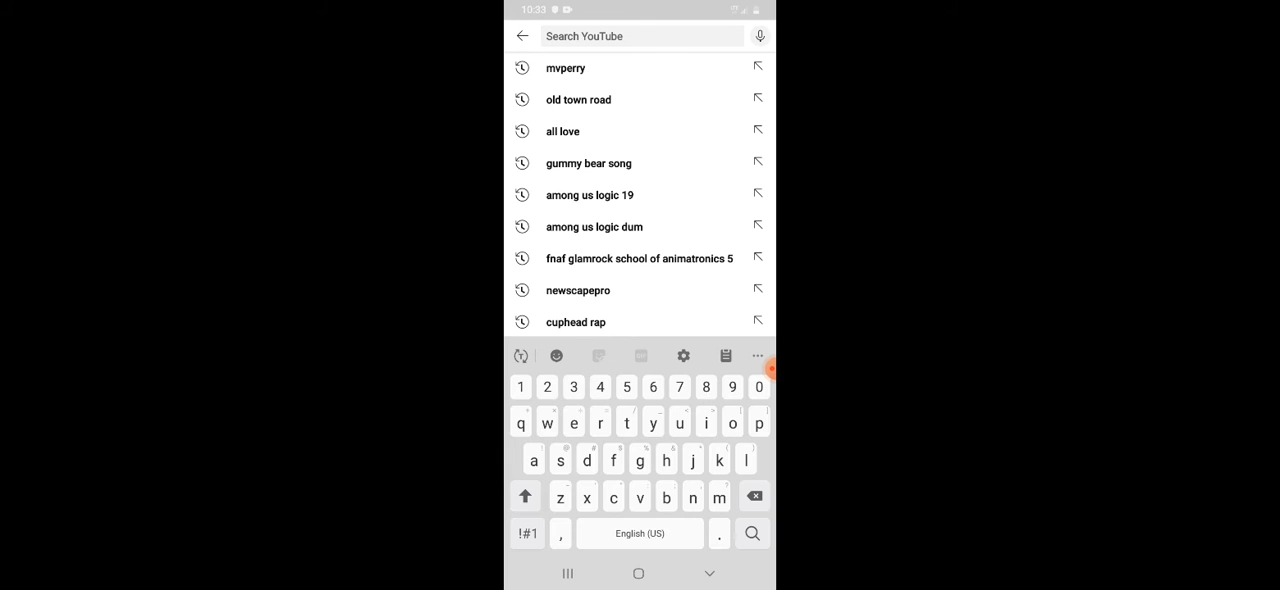 10:33
Search YouTube
mvperry
old town road
all love
gummy bear song
among us logic 19
among us logic dum
fnaf glamrock school of animatronics 5
newscapepro
cuphead rap
1 2 3 4 5 6 7 8 9 0
q w e r t y u i o p
a s d f g h j k l
z x c v b n m
!#1 , English (US) .